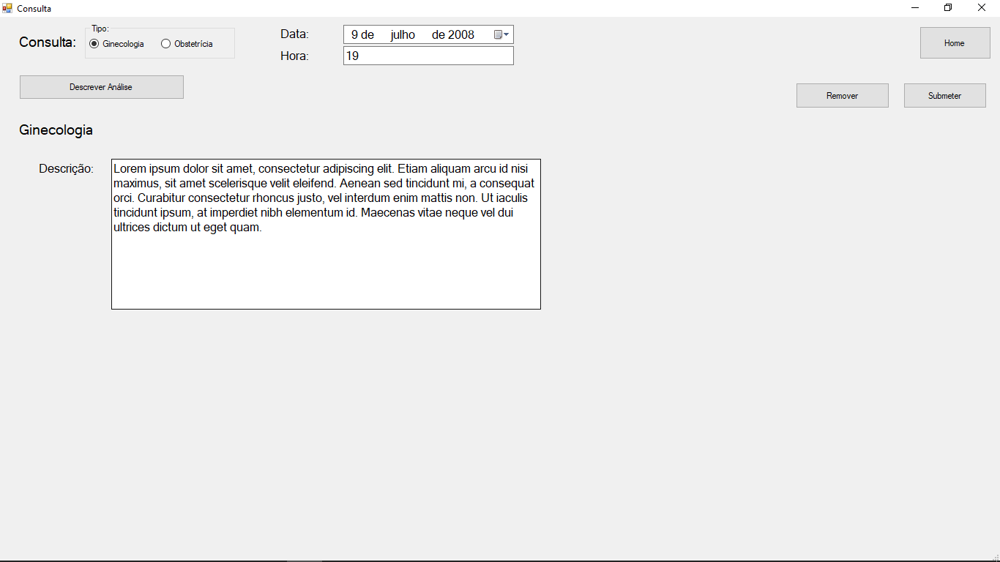 Consulta
Consulta:
Tipo:
Ginecologia
Obstetrícia
Data:
9 de julho de 2008
Hora:
19
Home
Descrever Análise
Remover
Submeter
Ginecologia
Descrição:
Lorem ipsum dolor sit amet, consectetur adipiscing elit. Etiam aliquam arcu id nisi
maximus, sit amet scelerisque velit eleifend. Aenean sed tincidunt mi, a consequat
orci. Curabitur consectetur rhoncus justo, vel interdum enim mattis non. Ut iaculis
tincidunt ipsum, at imperdiet nibh elementum id. Maecenas vitae neque vel dui
ultrices dictum ut eget quam.